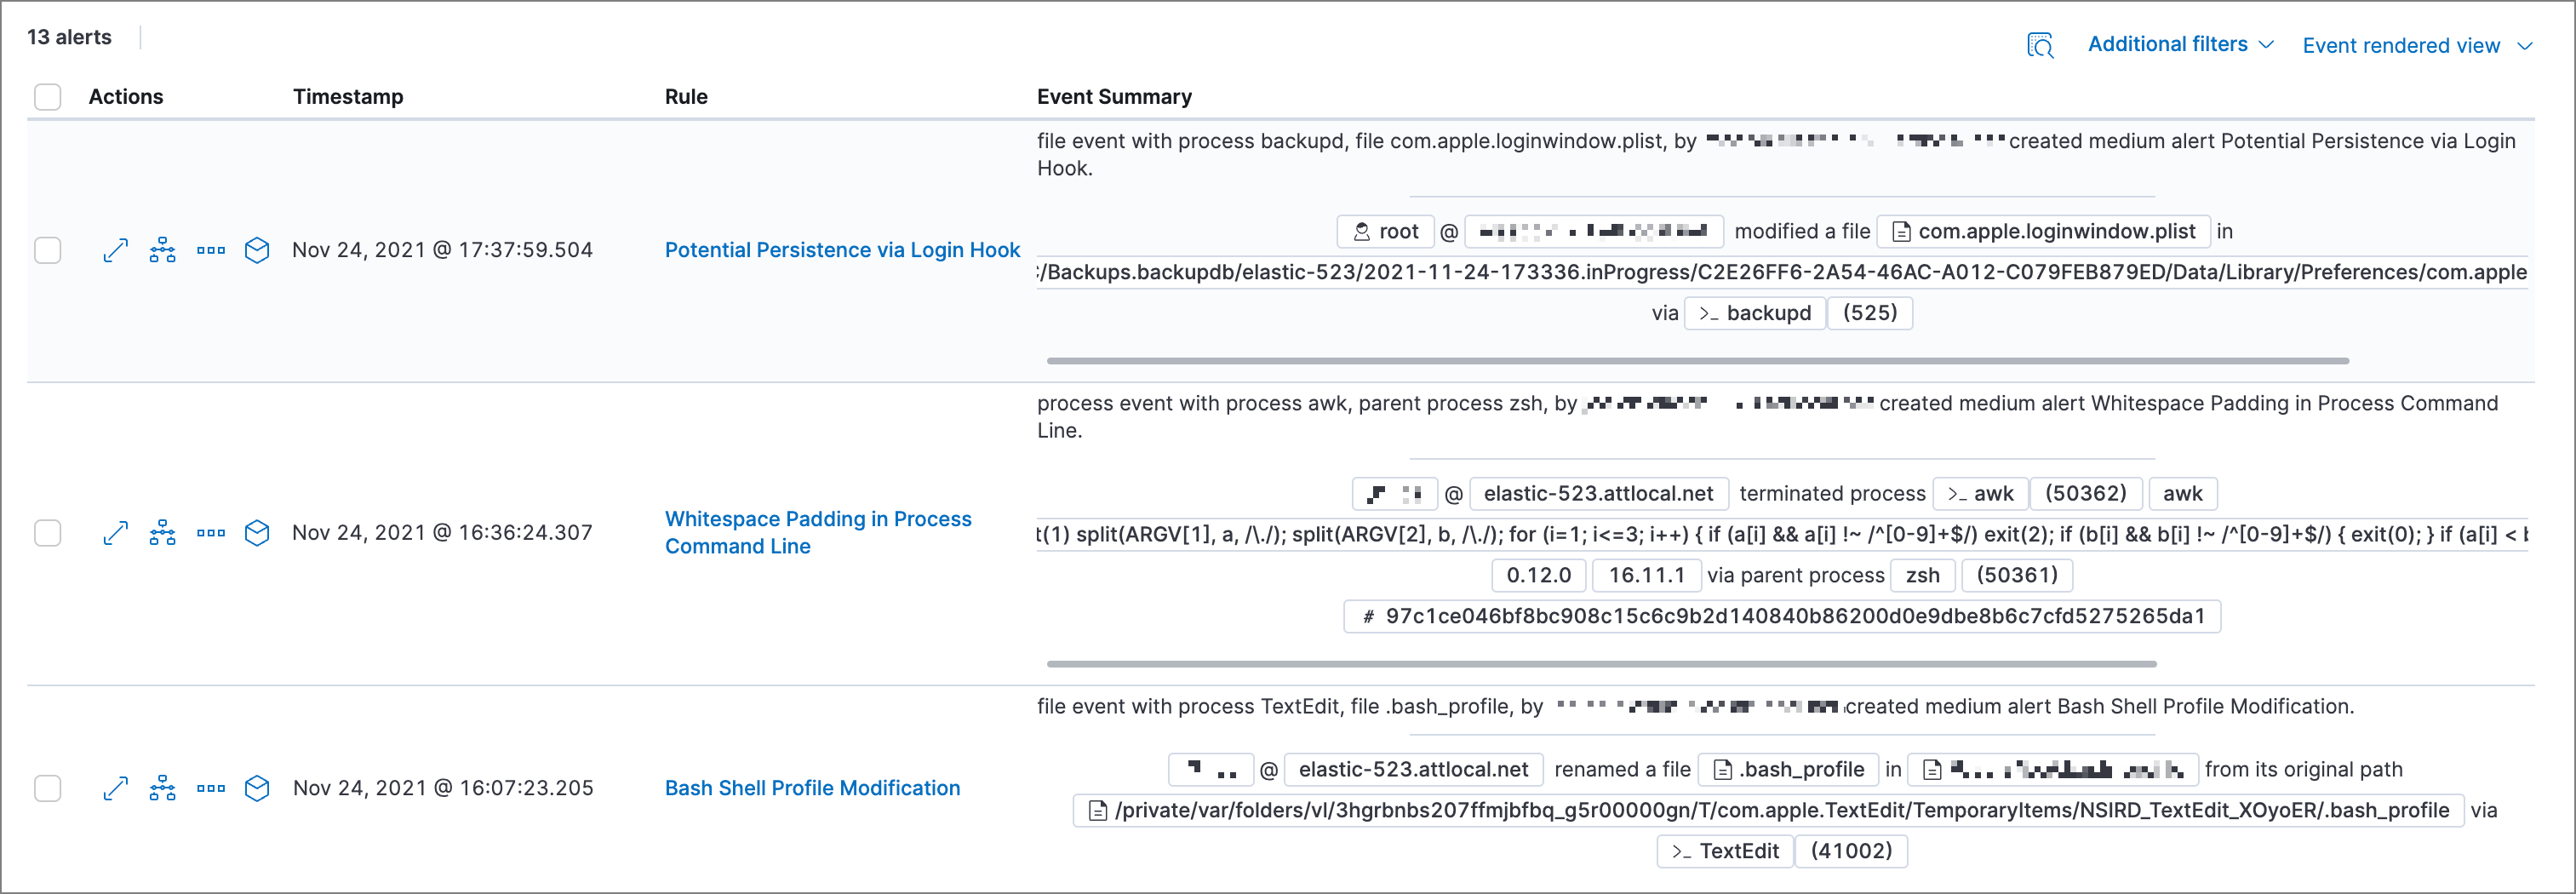 13 alerts
Additional filters
Event rendered view
Actions Timestamp Rule Event Summary
file event with process backupd, file com.apple.loginwindow.plist, by created medium alert Potential Persistence via Login
Hook.
root @ modified a file com.apple.loginwindow.plist in
Nov 24, 2021 @ 17:37:59.504 Potential Persistence via Login Hook
/Backups.backupdb/elastic-523/2021-11-24-173336.inProgress/C2E26FF6-2A54-46AC-A012-C079FEB879ED/Data/Library/Preferences/com.apple
via >_ backupd (525)
process event with process awk, parent process zsh, by created medium alert Whitespace Padding in Process Command
Line.
@ elastic-523.attlocal.net terminated process >_ awk (50362) awk
Nov 24, 2021 @ 16:36:24.307
Whitespace Padding in Process
Command Line
t(1) split(ARGV[1], a, /\./); split(ARGV[2], b, /\./); for (i=1; i<=3; i++) { if (a[i] && a[i] !~ /^[0-9]+$/) exit(2); if (b[i] && b[i] !~ /^[0-9]+$/) { exit(0); } if (a[i] <
0.12.0 16.11.1 via parent process zsh (50361)
# 97c1ce046bf8bc908c15c6c9b2d140840b86200d0e9dbe8b6c7cfd5275265da1
file event with process TextEdit, file .bash_profile, by created medium alert Bash Shell Profile Modification.
@ elastic-523.attlocal.net renamed a file .bash_profile in from its original path
Nov 24, 2021 @ 16:07:23.205 Bash Shell Profile Modification
/private/var/folders/vl/3hgrbnbs207ffmjbfbq_g5r00000gn/T/com.apple.TextEdit/TemporaryItems/NSIRD_TextEdit_XOyoER/.bash_profile via
>_ TextEdit (41002)